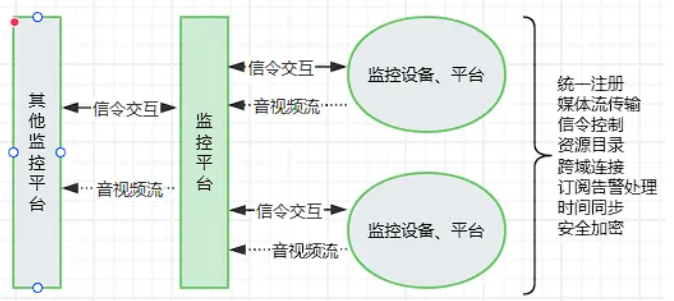 其他监控平台
信令交互
音视频流
监控平台
信令交互
音视频流
监控设备、平台
信令交互
音视频流
监控设备、平台
统一注册
媒体流传输
信令控制
资源目录
跨域连接
订阅告警处理
时间同步
安全加密